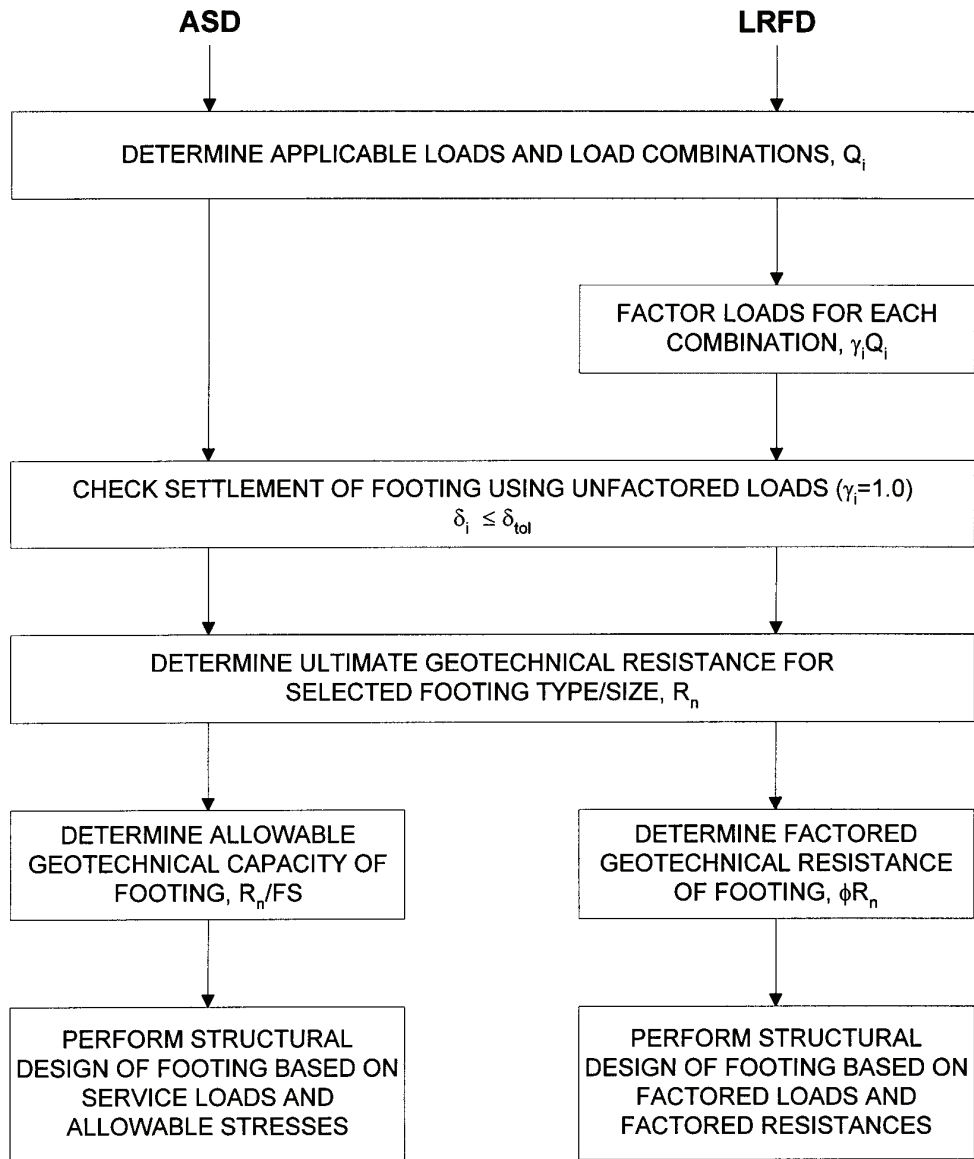 ASD
LRFD
DETERMINE APPLICABLE LOADS AND LOAD COMBINATIONS, Qᵢ
FACTOR LOADS FOR EACH
COMBINATION, γᵢQᵢ
CHECK SETTLEMENT OF FOOTING USING UNFACTORED LOADS (γᵢ=1.0)
δᵢ ≤ δtol
DETERMINE ULTIMATE GEOTECHNICAL RESISTANCE FOR
SELECTED FOOTING TYPE/SIZE, Rₙ
DETERMINE ALLOWABLE
GEOTECHNICAL CAPACITY OF
FOOTING, Rₙ/FS
DETERMINE FACTORED
GEOTECHNICAL RESISTANCE
OF FOOTING, ϕRₙ
PERFORM STRUCTURAL
DESIGN OF FOOTING BASED ON
SERVICE LOADS AND
ALLOWABLE STRESSES
PERFORM STRUCTURAL
DESIGN OF FOOTING BASED ON
FACTORED LOADS AND
FACTORED RESISTANCES